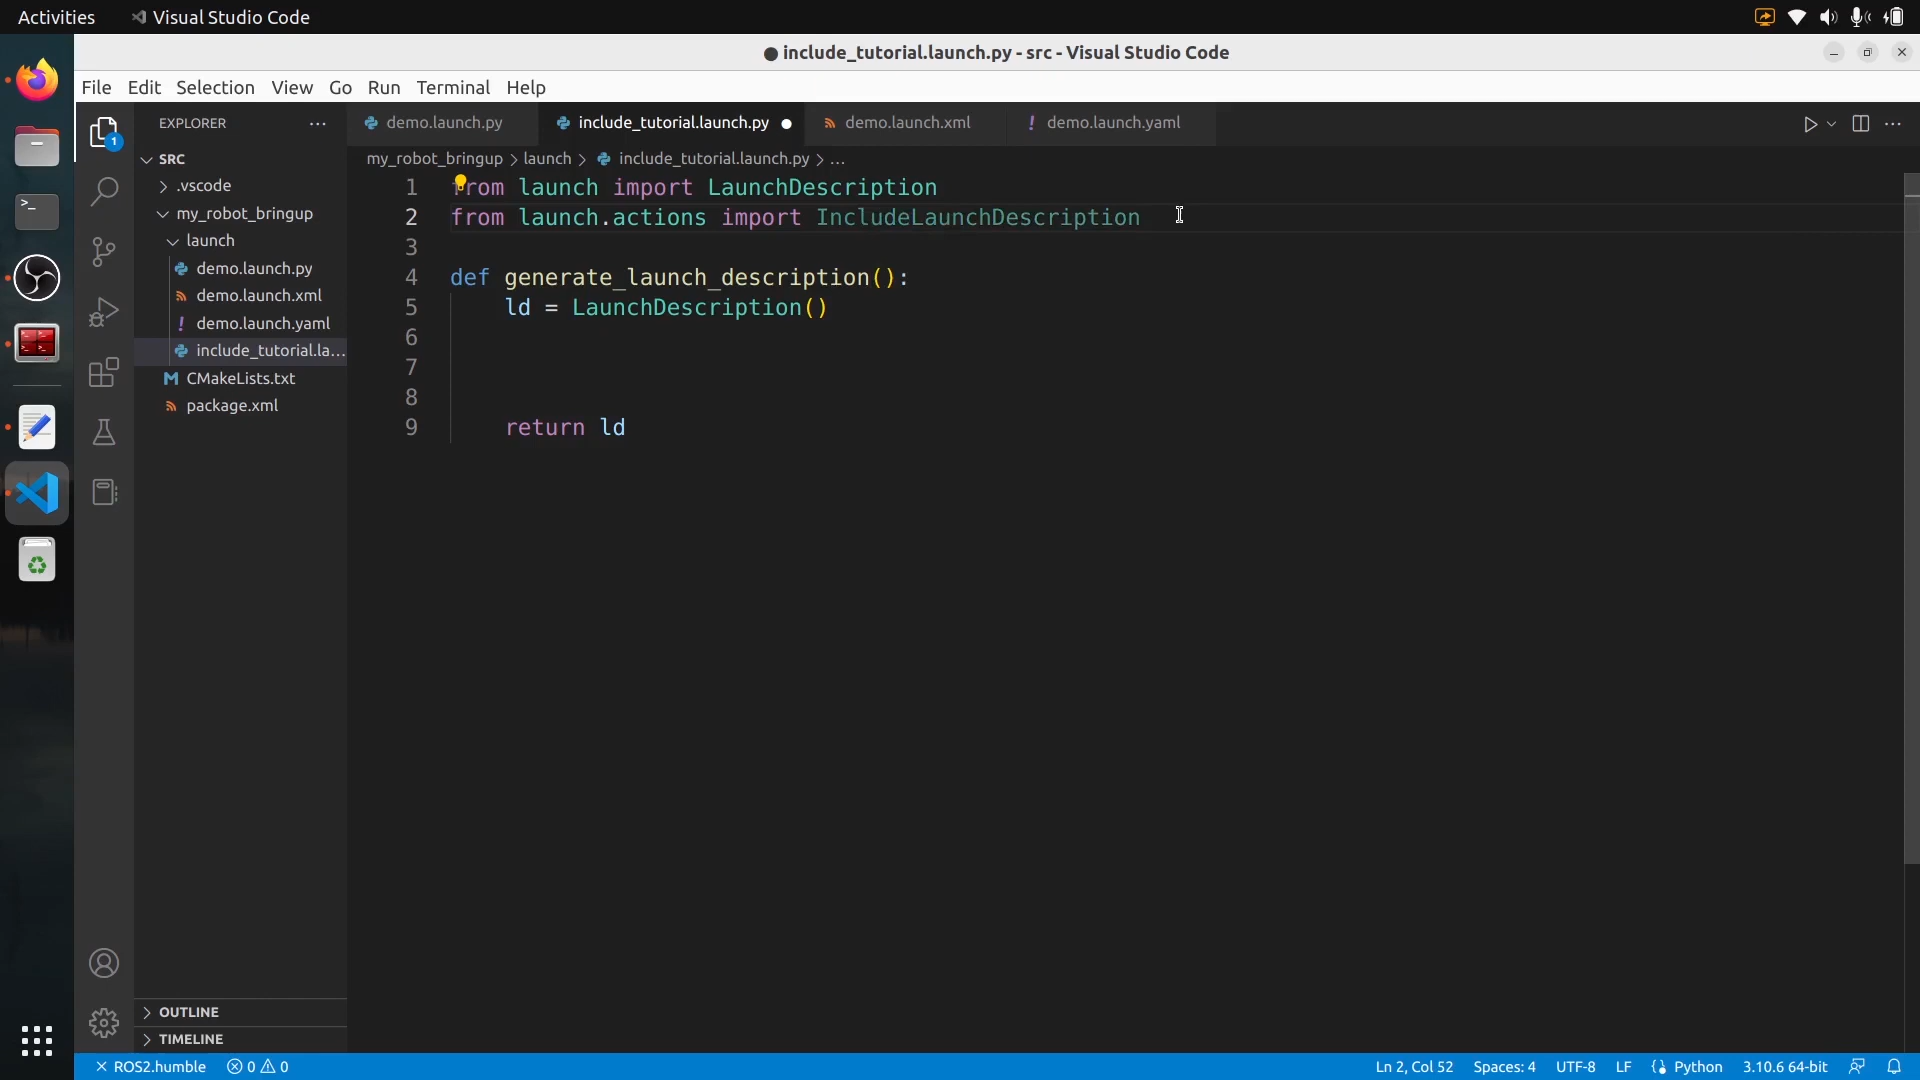 Activities Visual Studio Code
include_tutorial.launch.py - src - Visual Studio Code
File Edit Selection View Go Run Terminal Help
EXPLORER
demo.launch.py include_tutorial.launch.py demo.launch.xml demo.launch.yaml
my_robot_bringup > launch > include_tutorial.launch.py > ...
SRC
.vscode
my_robot_bringup
launch
demo.launch.py
demo.launch.xml
demo.launch.yaml
include_tutorial.la...
CMakeLists.txt
package.xml
OUTLINE
TIMELINE
1 from launch import LaunchDescription
2 from launch.actions import IncludeLaunchDescription
3
4 def generate_launch_description():
5 ld = LaunchDescription()
6
7
8
9 return ld
1
ROS2.humble 0 0 Ln 2, Col 52 Spaces: 4 UTF-8 LF Python 3.10.6 64-bit